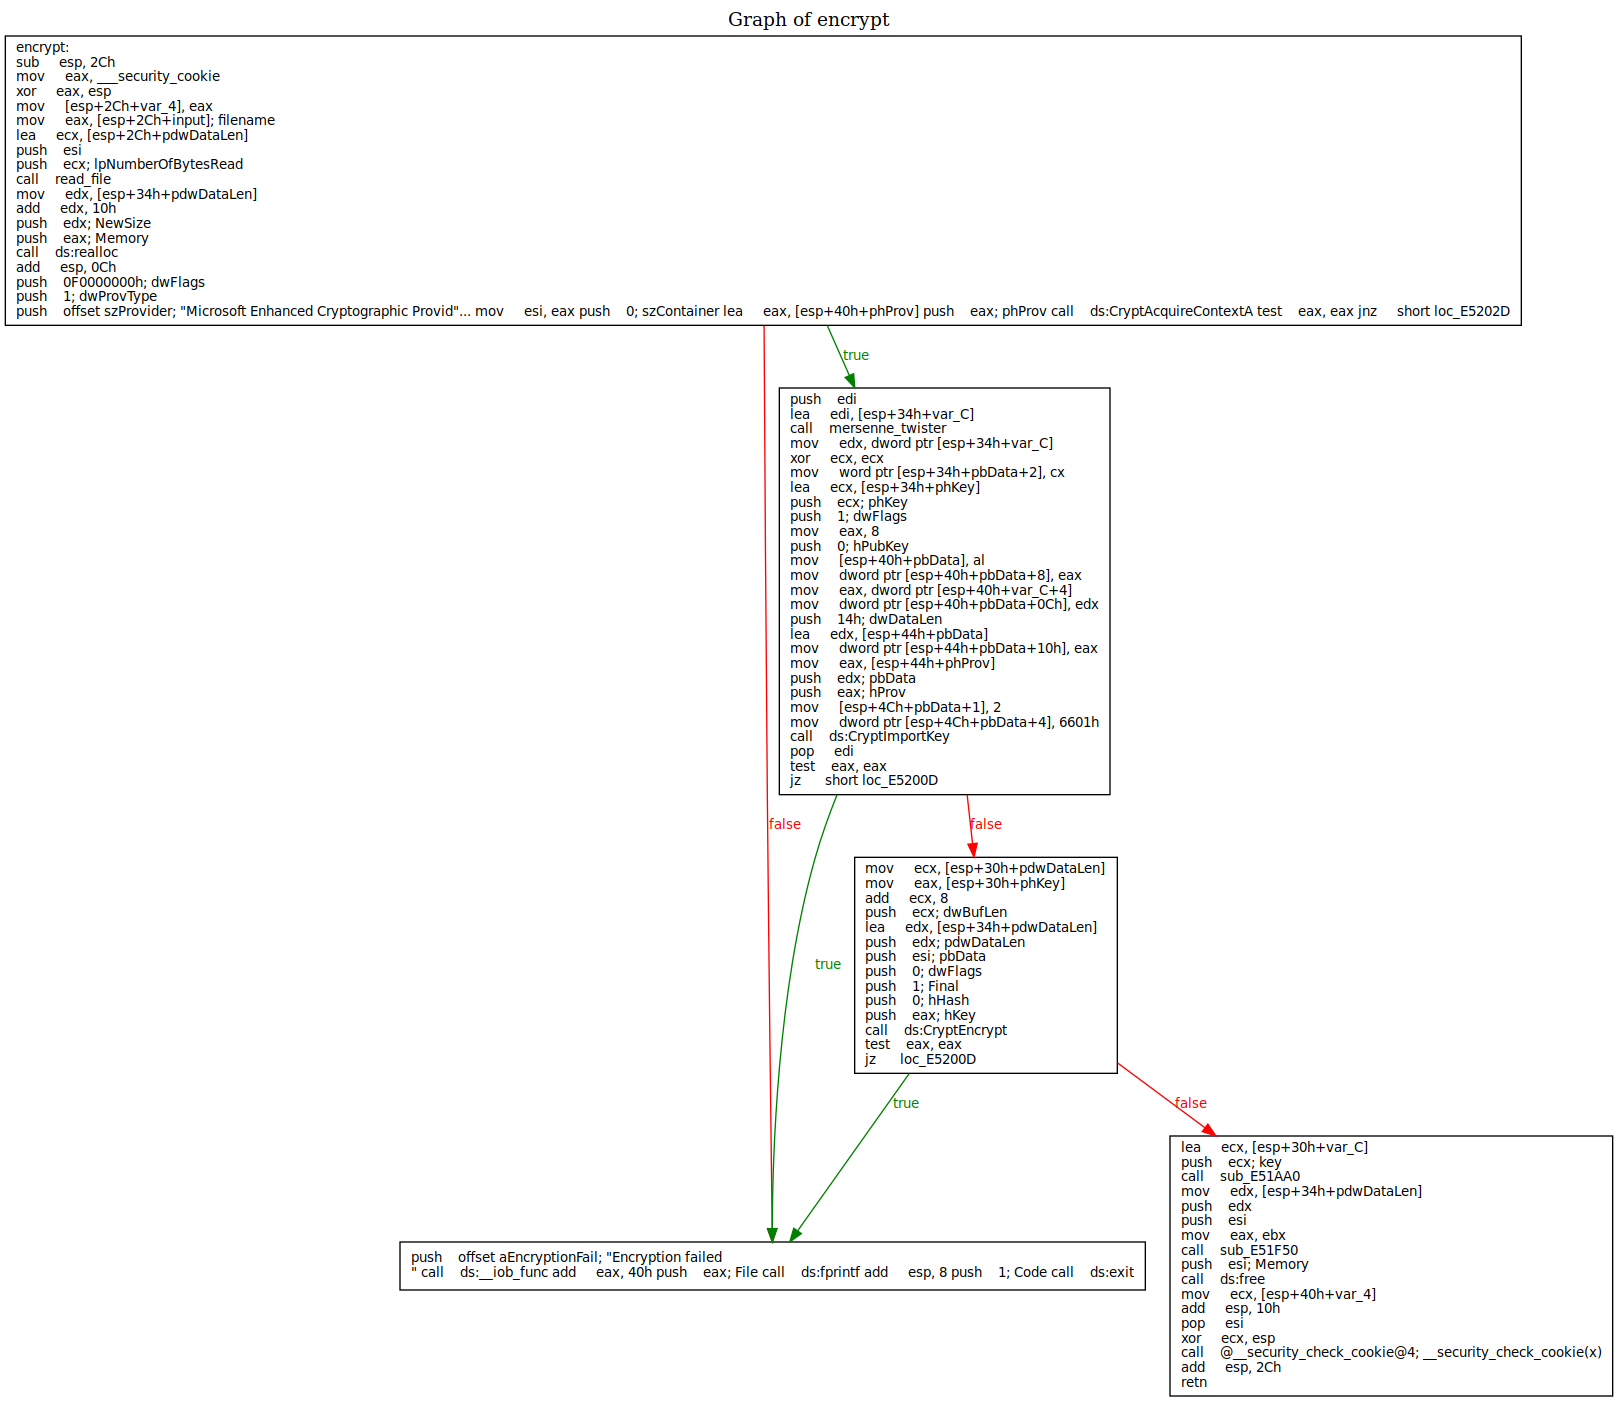 Graph of encrypt
encrypt:
sub esp, 2Ch
mov eax, ___security_cookie
xor eax, esp
mov [esp+2Ch+var_4], eax
mov eax, [esp+2Ch+input]; filename
lea ecx, [esp+2Ch+pdwDataLen]
push esi
push ecx; lpNumberOfBytesRead
call read_file
mov edx, [esp+34h+pdwDataLen]
add edx, 10h
push edx; NewSize
push eax; Memory
call ds:realloc
add esp, 0Ch
push 0F0000000h; dwFlags
push 1; dwProvType
push offset szProvider; "Microsoft Enhanced Cryptographic Provid"... mov esi, eax push 0; szContainer lea eax, [esp+40h+phProv] push eax; phProv call ds:CryptAcquireContextA test eax, eax jnz short loc_E5202D
true
push edi
lea edi, [esp+34h+var_C]
call mersenne_twister
mov edx, dword ptr [esp+34h+var_C]
xor ecx, ecx
mov word ptr [esp+34h+pbData+2], cx
lea ecx, [esp+34h+phKey]
push ecx; phKey
push 1; dwFlags
mov eax, 8
push 0; hPubKey
mov [esp+40h+pbData], al
mov dword ptr [esp+40h+pbData+8], eax
mov eax, dword ptr [esp+40h+var_C+4]
mov dword ptr [esp+40h+pbData+0Ch], edx
push 14h; dwDataLen
lea edx, [esp+44h+pbData]
mov dword ptr [esp+44h+pbData+10h], eax
mov eax, [esp+44h+phProv]
push edx; pbData
push eax; hProv
mov [esp+4Ch+pbData+1], 2
mov dword ptr [esp+4Ch+pbData+4], 6601h
call ds:CryptImportKey
pop edi
test eax, eax
jz short loc_E5200D
false
false
mov ecx, [esp+30h+pdwDataLen]
mov eax, [esp+30h+phKey]
add ecx, 8
push ecx; dwBufLen
lea edx, [esp+34h+pdwDataLen]
push edx; pdwDataLen
push esi; pbData
push 0; dwFlags
push 1; Final
push 0; hHash
push eax; hKey
call ds:CryptEncrypt
test eax, eax
jz loc_E5200D
true
true
false
lea ecx, [esp+30h+var_C]
push ecx; key
call sub_E51AA0
mov edx, [esp+34h+pdwDataLen]
push edx
push esi
mov eax, ebx
call sub_E51F50
push esi; Memory
call ds:free
mov ecx, [esp+40h+var_4]
add esp, 10h
pop esi
xor ecx, esp
call @__security_check_cookie@4; __security_check_cookie(x)
add esp, 2Ch
retn
push offset aEncryptionFail; "Encryption failed
" call ds:__iob_func add eax, 40h push eax; File call ds:fprintf add esp, 8 push 1; Code call ds:exit